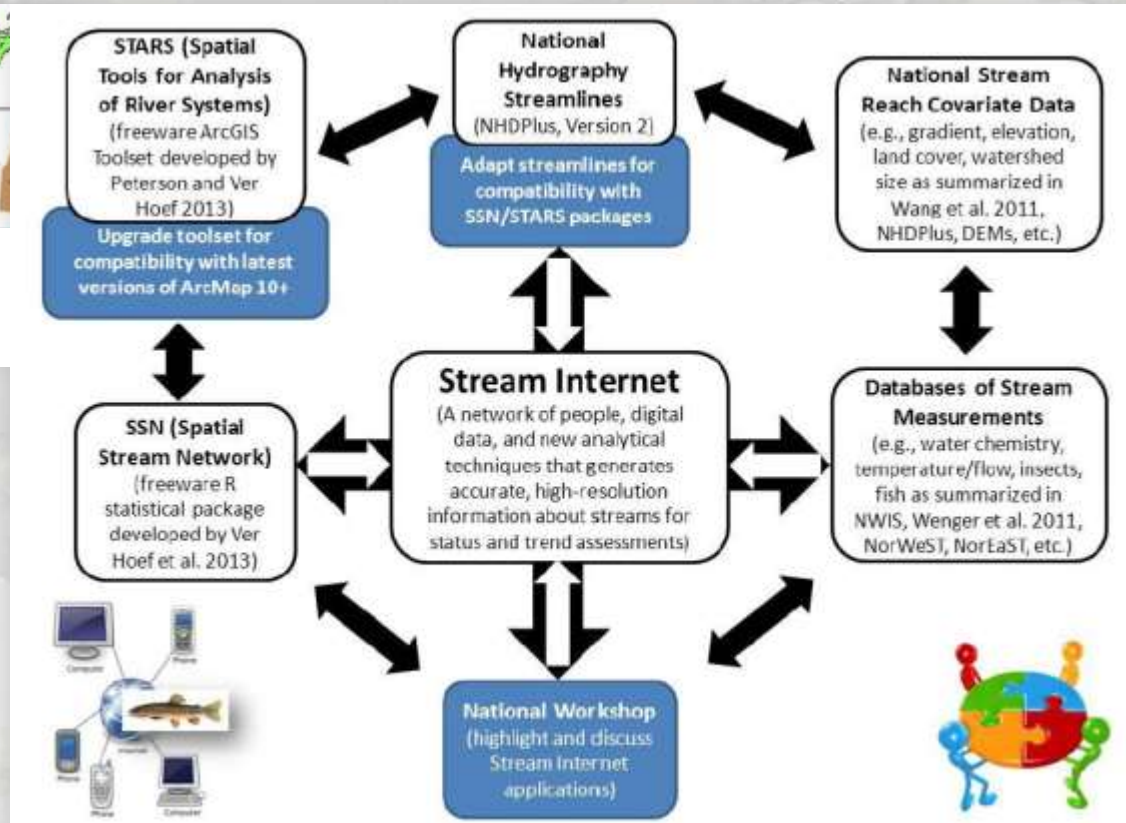 STARS (Spatial
Tools for Analysis
of River Systems)
(freeware ArcGIS
Toolset developed by
Peterson and Ver
Hoef 2013)
Upgrade toolset for
compatibility with latest
versions of ArcMap 10+
National
Hydrography
Streamlines
(NHDPlus, Version 2)
Adapt streamlines for
compatibility with
SSN/STARS packages
National Stream
Reach Covariate Data
(e.g., gradient, elevation,
land cover, watershed
size as summarized in
Wang et al. 2011,
NHDPlus, DEMs, etc.)
SSN (Spatial
Stream Network)
(freeware R
statistical package
developed by Ver
Hoef et al. 2013)
Stream Internet
(A network of people, digital
data, and new analytical
techniques that generates
accurate, high-resolution
information about streams for
status and trend assessments)
Databases of Stream
Measurements
(e.g., water chemistry,
temperature/flow, insects,
fish as summarized in
NWIS, Wenger et al. 2011,
NorWeST, NorEaST, etc.)
National Workshop
(highlight and discuss
Stream Internet
applications)
Computer
Phone
Internet
Phone
Phone
Computer